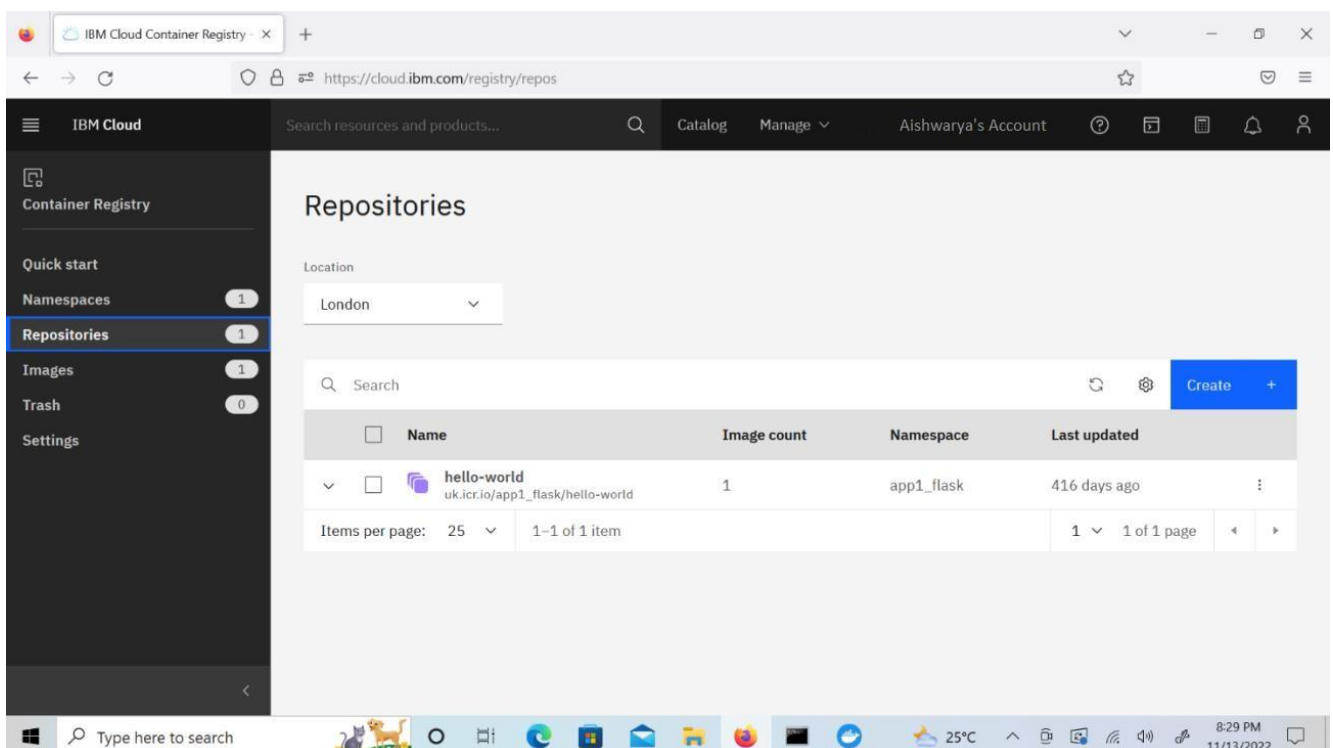 IBM Cloud Container Registry -
https://cloud.ibm.com/registry/repos
IBM Cloud
Search resources and products...
Catalog
Manage
Aishwarya's Account
Container Registry
Quick start
Namespaces 1
Repositories 1
Images 1
Trash 0
Settings
Repositories
Location
London
Search
Create +
Name Image count Namespace Last updated
hello-world
uk.icr.io/app1_flask/hello-world
1 app1_flask 416 days ago
Items per page: 25 1–1 of 1 item 1 1 of 1 page
Type here to search
25°C
8:29 PM
11/13/2022